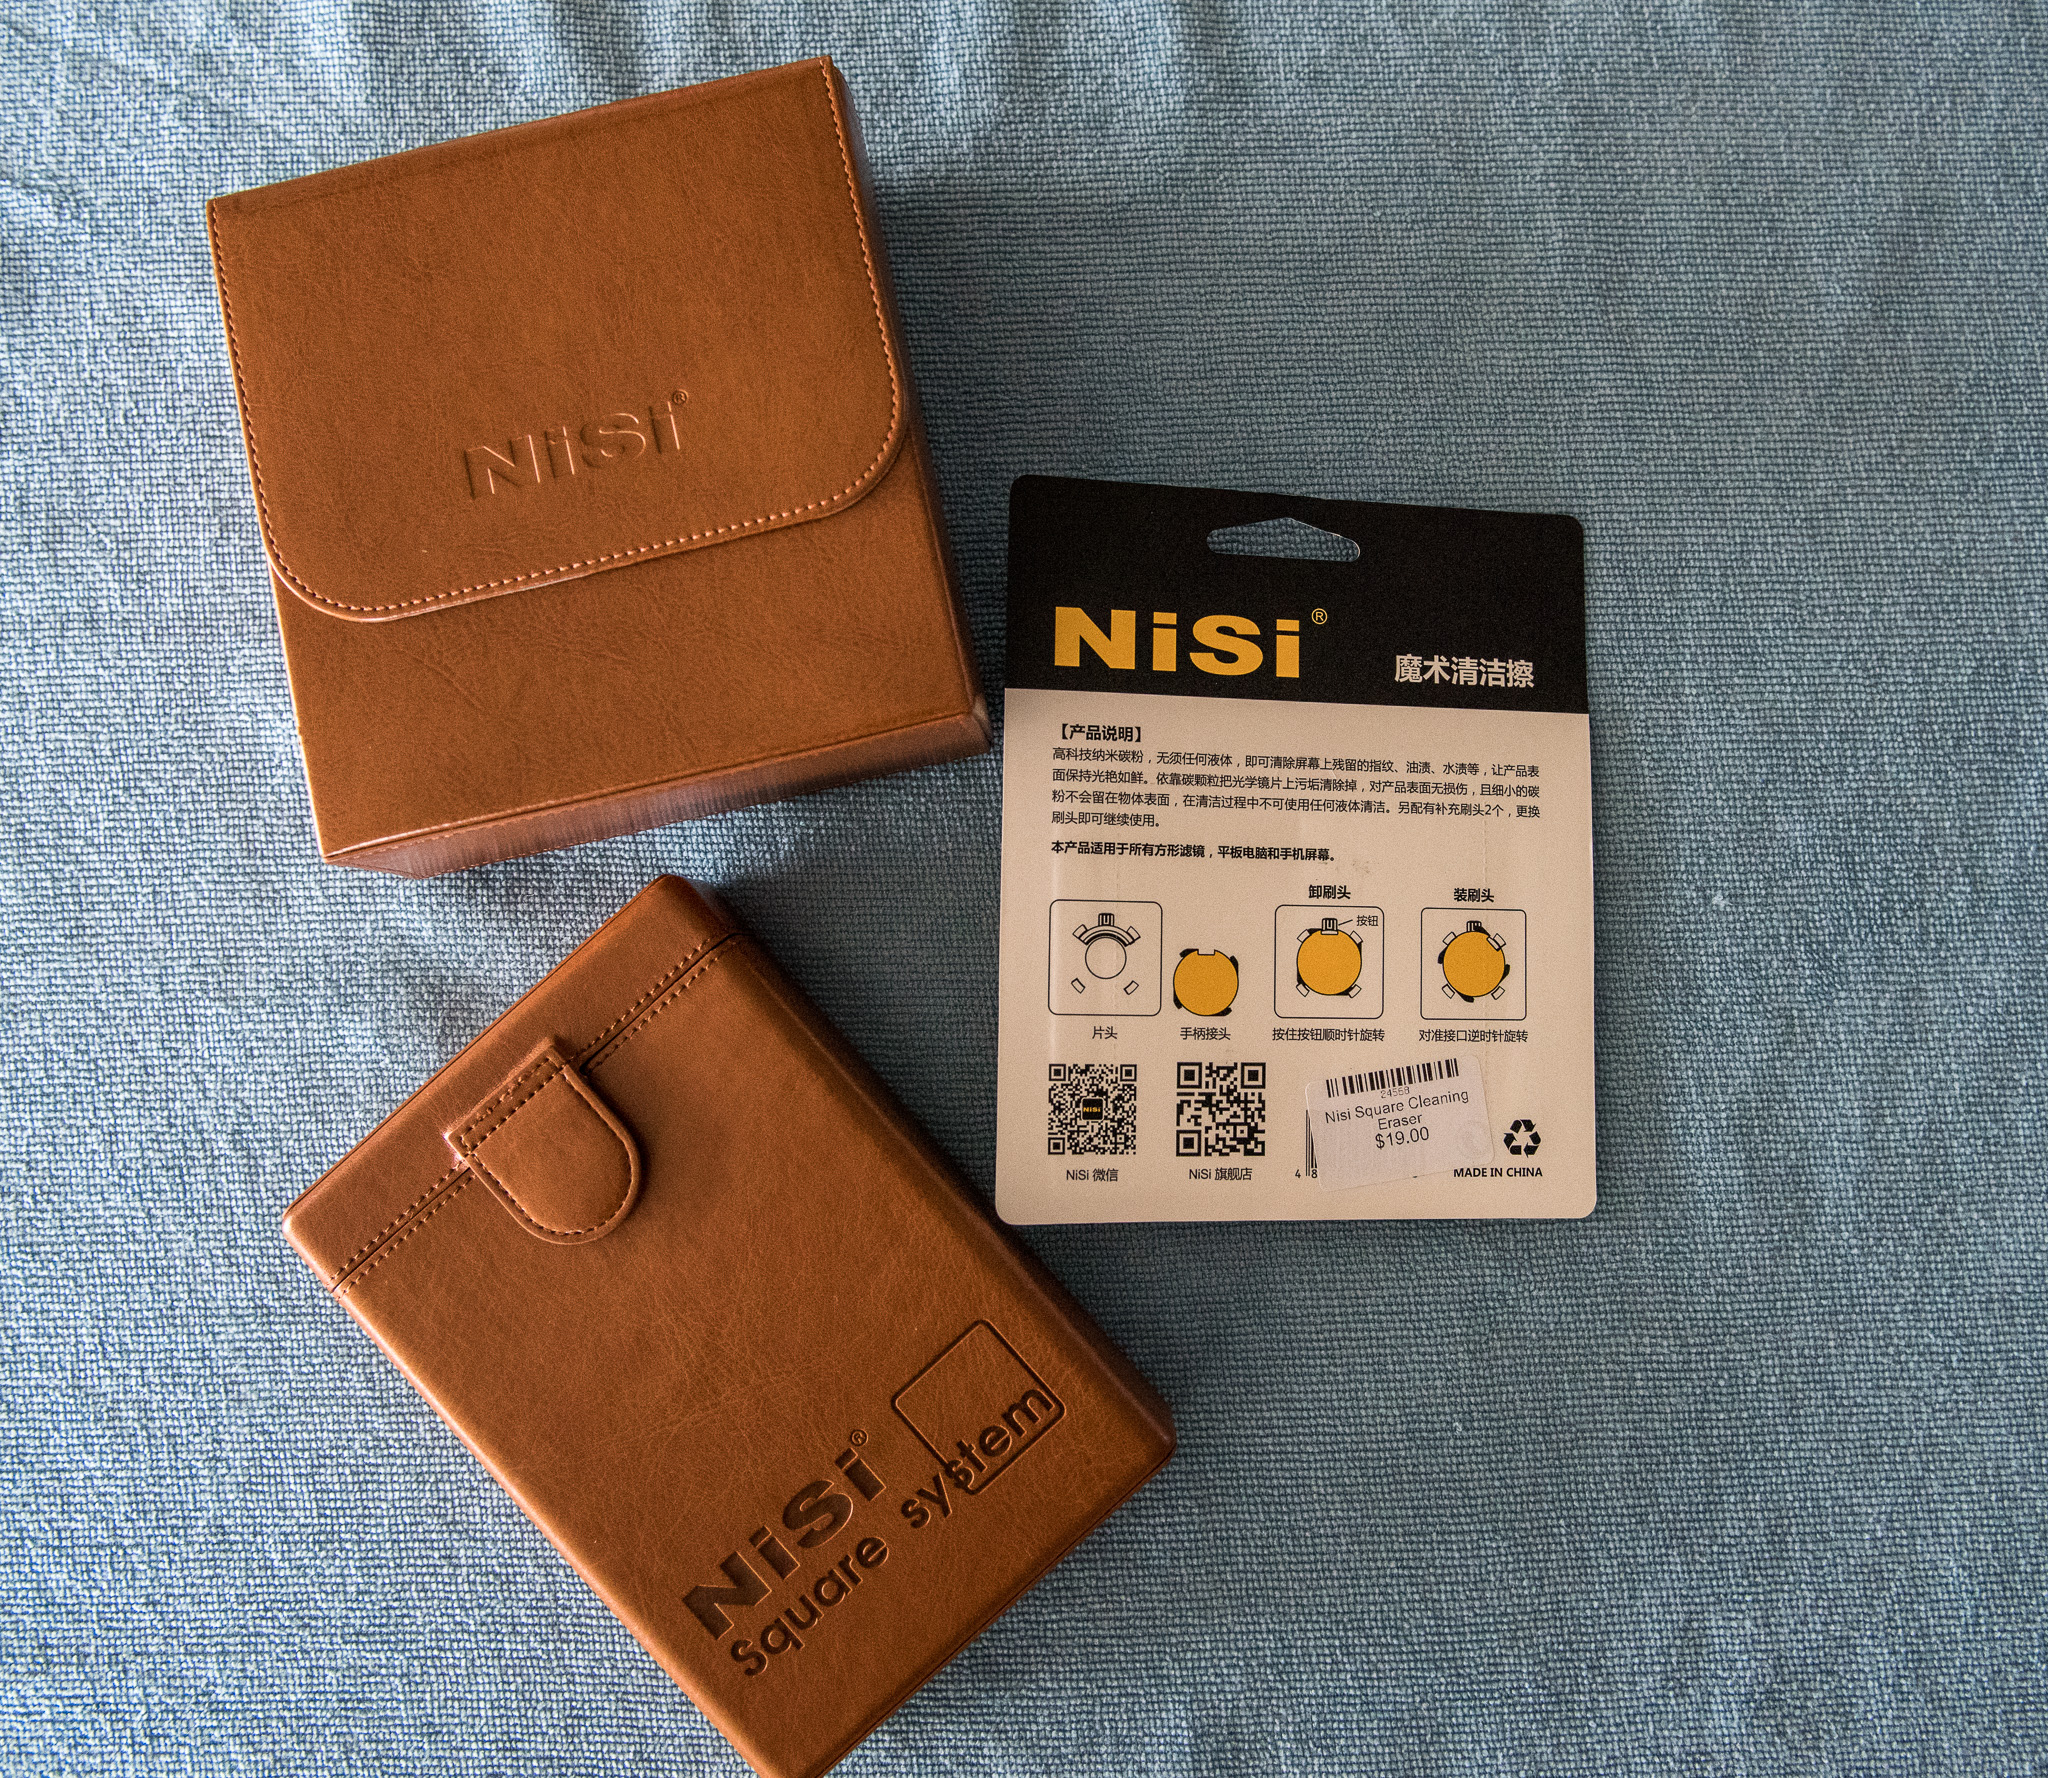 NiSi®
NiSi®
魔术清洁擦
【产品说明】
高科技纳米碳粉，无须任何液体，即可清除屏幕上残留的指纹、油渍、水渍等，让产品表
面保持光艳如鲜。依靠碳颗粒把光学镜片上污垢清除掉，对产品表面无损伤，且细小的碳
粉不会留在物体表面，在清洁过程中不可使用任何液体清洁。另配有补充刷头2个，更换
刷头即可继续使用。
本产品适用于所有方形滤镜，平板电脑和手机屏幕。
卸刷头
装刷头
按钮
片头
手柄接头
按住按钮顺时针旋转
对准接口逆时针旋转
NiSi
NiSi 微信
NiSi 旗舰店
24568
Nisi Square Cleaning
Eraser
$19.00
4 8
MADE IN CHINA
NiSi®
square system